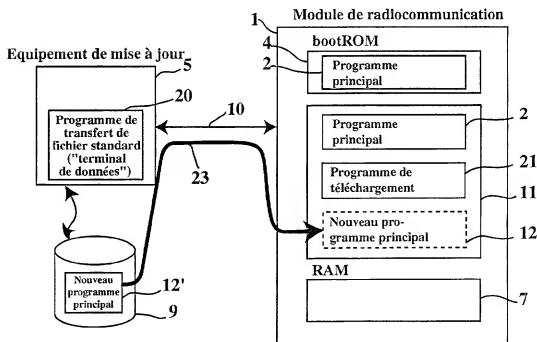 Module de radiocommunication
1
bootROM
4
2
Programme
principal
Equipement de mise à jour
5
20
Programme de
transfert de
fichier standard
("terminal
de données")
10
23
Programme
principal
2
Programme de
téléchargement
21
11
Nouveau pro-
gramme principal
12
RAM
7
Nouveau
programme
principal
12'
9